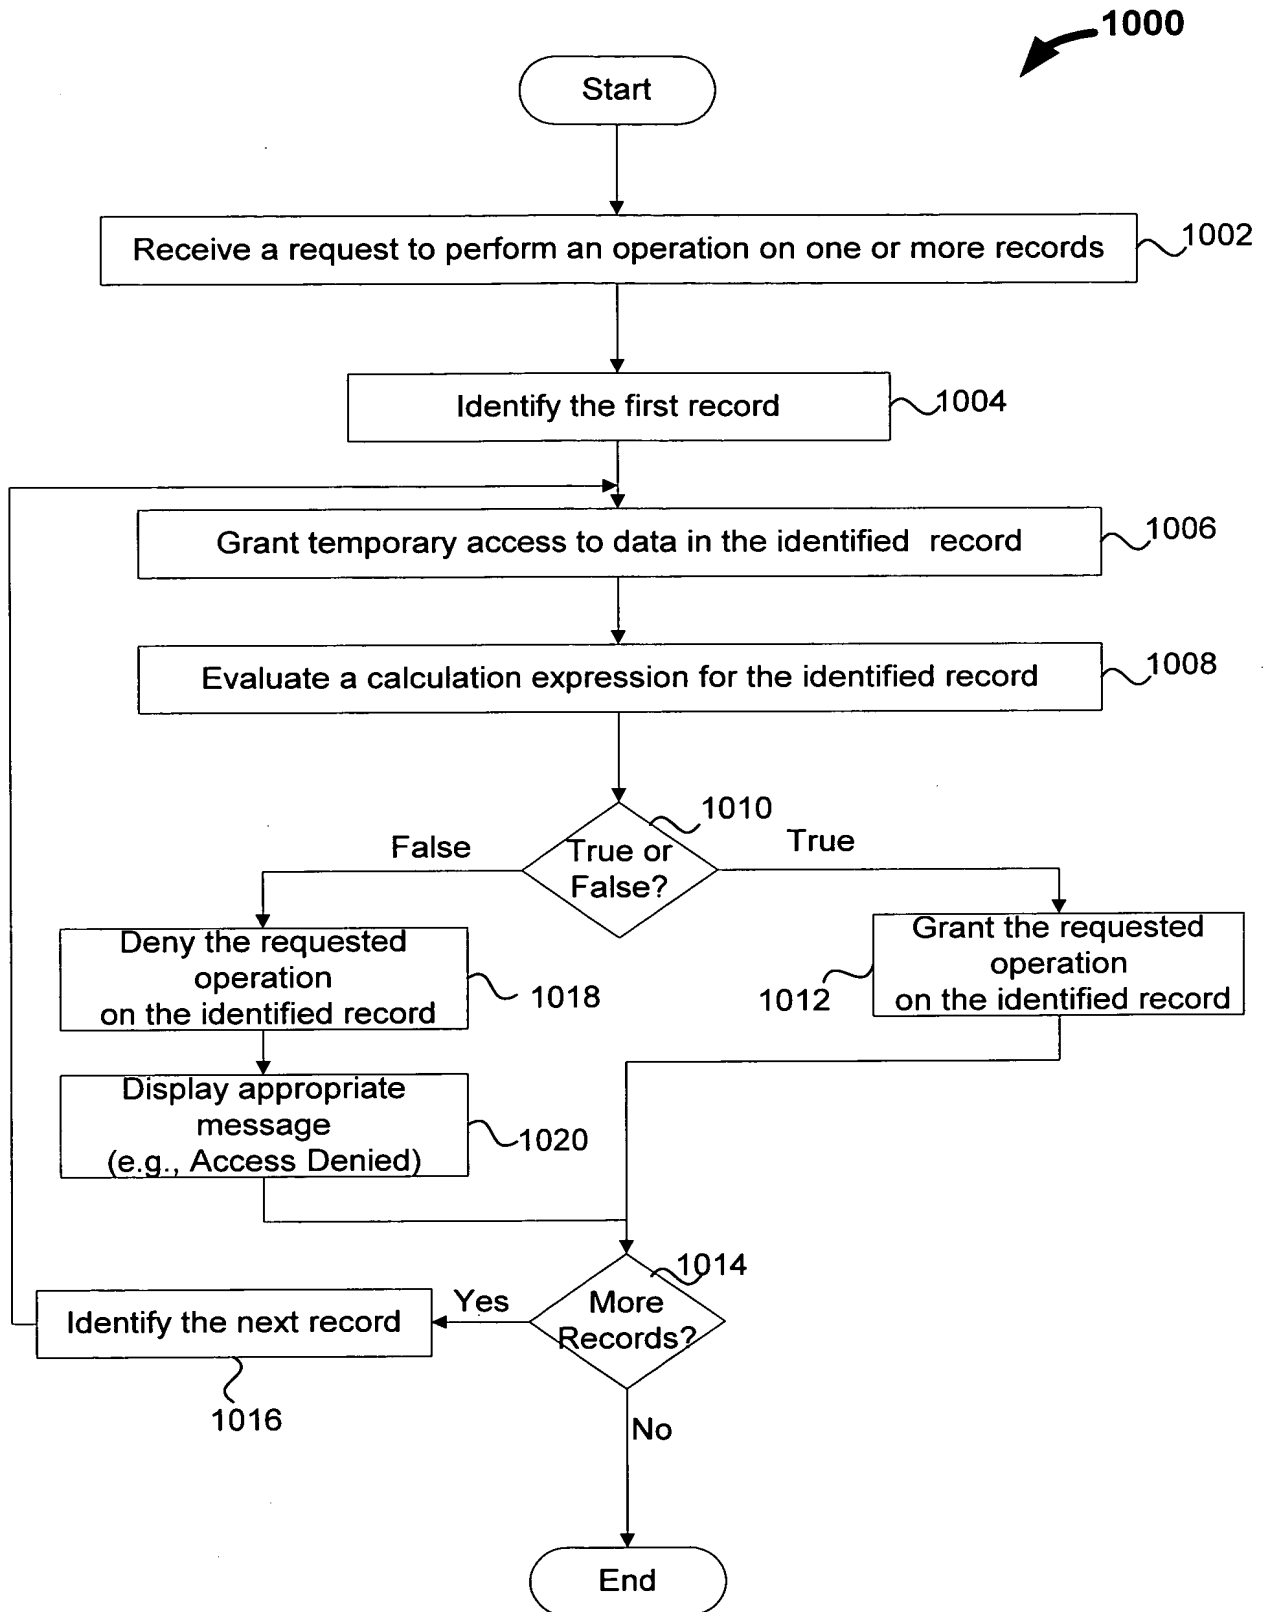 1000
Start
Receive a request to perform an operation on one or more records
1002
Identify the first record
1004
Grant temporary access to data in the identified record
1006
Evaluate a calculation expression for the identified record
1008
1010
True or
False?
False
True
Deny the requested
operation
on the identified record
1018
Grant the requested
operation
on the identified record
1012
Display appropriate
message
(e.g., Access Denied)
1020
1014
More
Records?
Yes
Identify the next record
1016
No
End